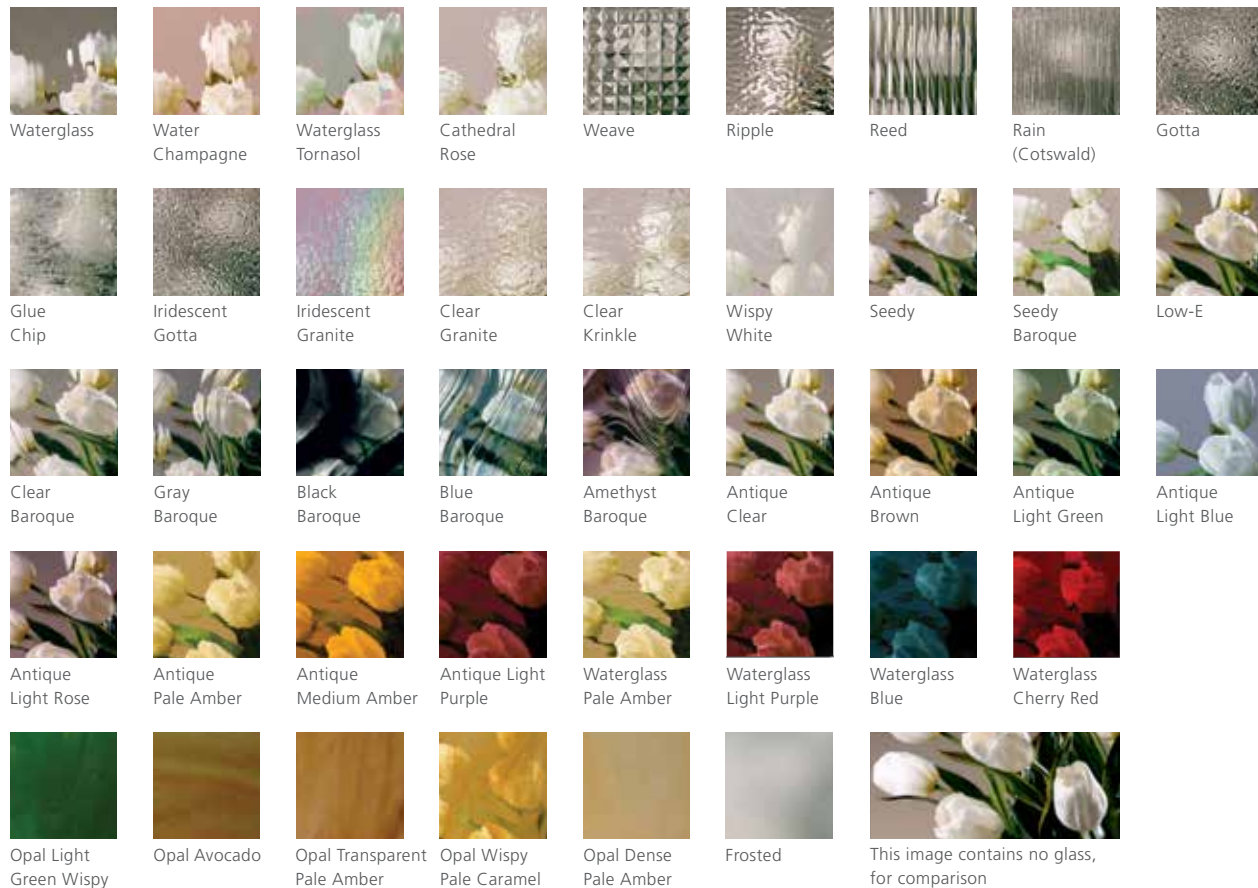 Waterglass
Water
Champagne
Waterglass
Tornasol
Cathedral
Rose
Weave
Ripple
Reed
Rain
(Cotswald)
Gotta
Glue
Chip
Iridescent
Gotta
Iridescent
Granite
Clear
Granite
Clear
Krinkle
Wispy
White
Seedy
Seedy
Baroque
Low-E
Clear
Baroque
Gray
Baroque
Black
Baroque
Blue
Baroque
Amethyst
Baroque
Antique
Clear
Antique
Brown
Antique
Light Green
Antique
Light Blue
Antique
Light Rose
Antique
Pale Amber
Antique
Medium Amber
Antique Light
Purple
Waterglass
Pale Amber
Waterglass
Light Purple
Waterglass
Blue
Waterglass
Cherry Red
Opal Light
Green Wispy
Opal Avocado
Opal Transparent
Pale Amber
Opal Wispy
Pale Caramel
Opal Dense
Pale Amber
Frosted
This image contains no glass,
for comparison